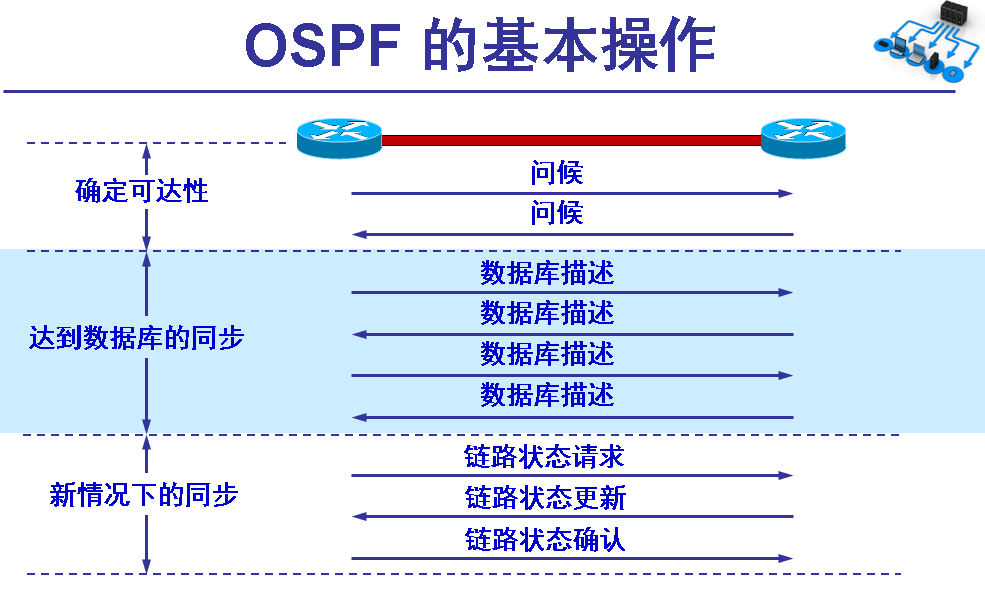 OSPF 的基本操作
确定可达性
问候
问候
达到数据库的同步
数据库描述
数据库描述
数据库描述
数据库描述
新情况下的同步
链路状态请求
链路状态更新
链路状态确认